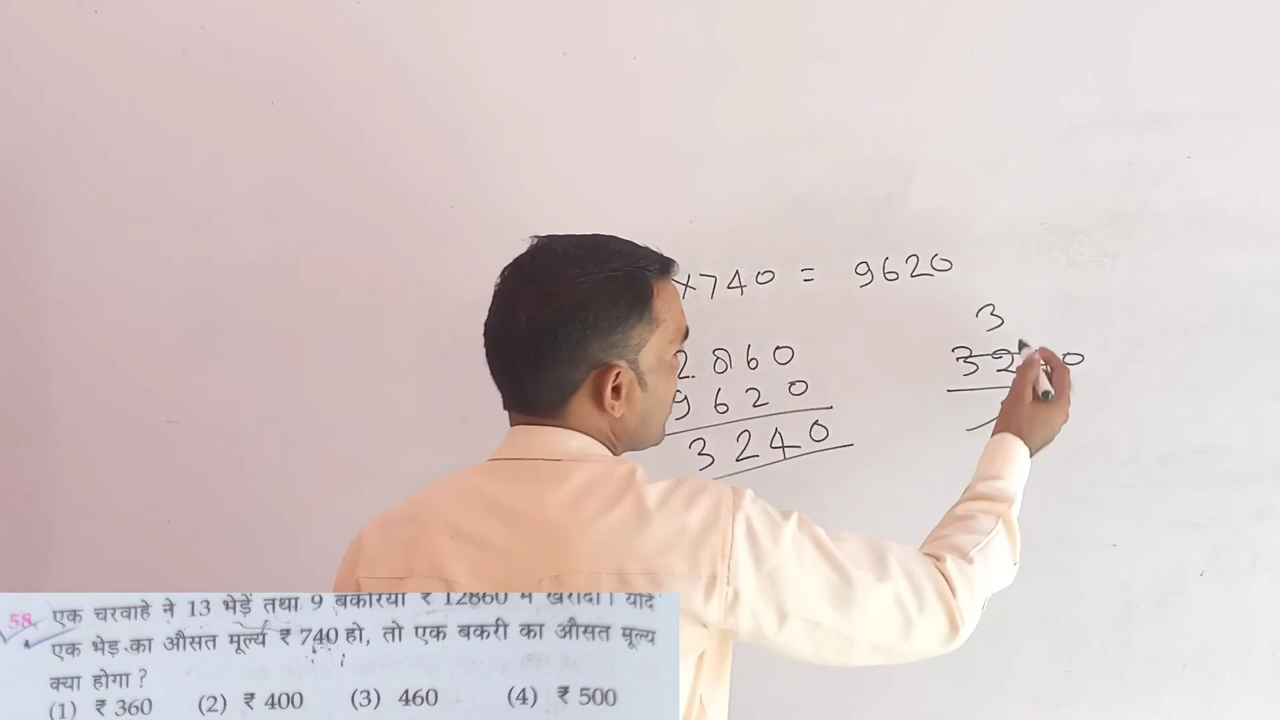 ×740 = 9620
2860
9620
3240
3
3240
58. एक चरवाहे ने 13 भेड़ें तथा 9 बकरियाँ ₹ 12860 में खरीदीं। यदि
एक भेड़ का औसत मूल्य ₹ 740 हो, तो एक बकरी का औसत मूल्य
क्या होगा ?
(1) ₹ 360 (2) ₹ 400 (3) 460 (4) ₹ 500